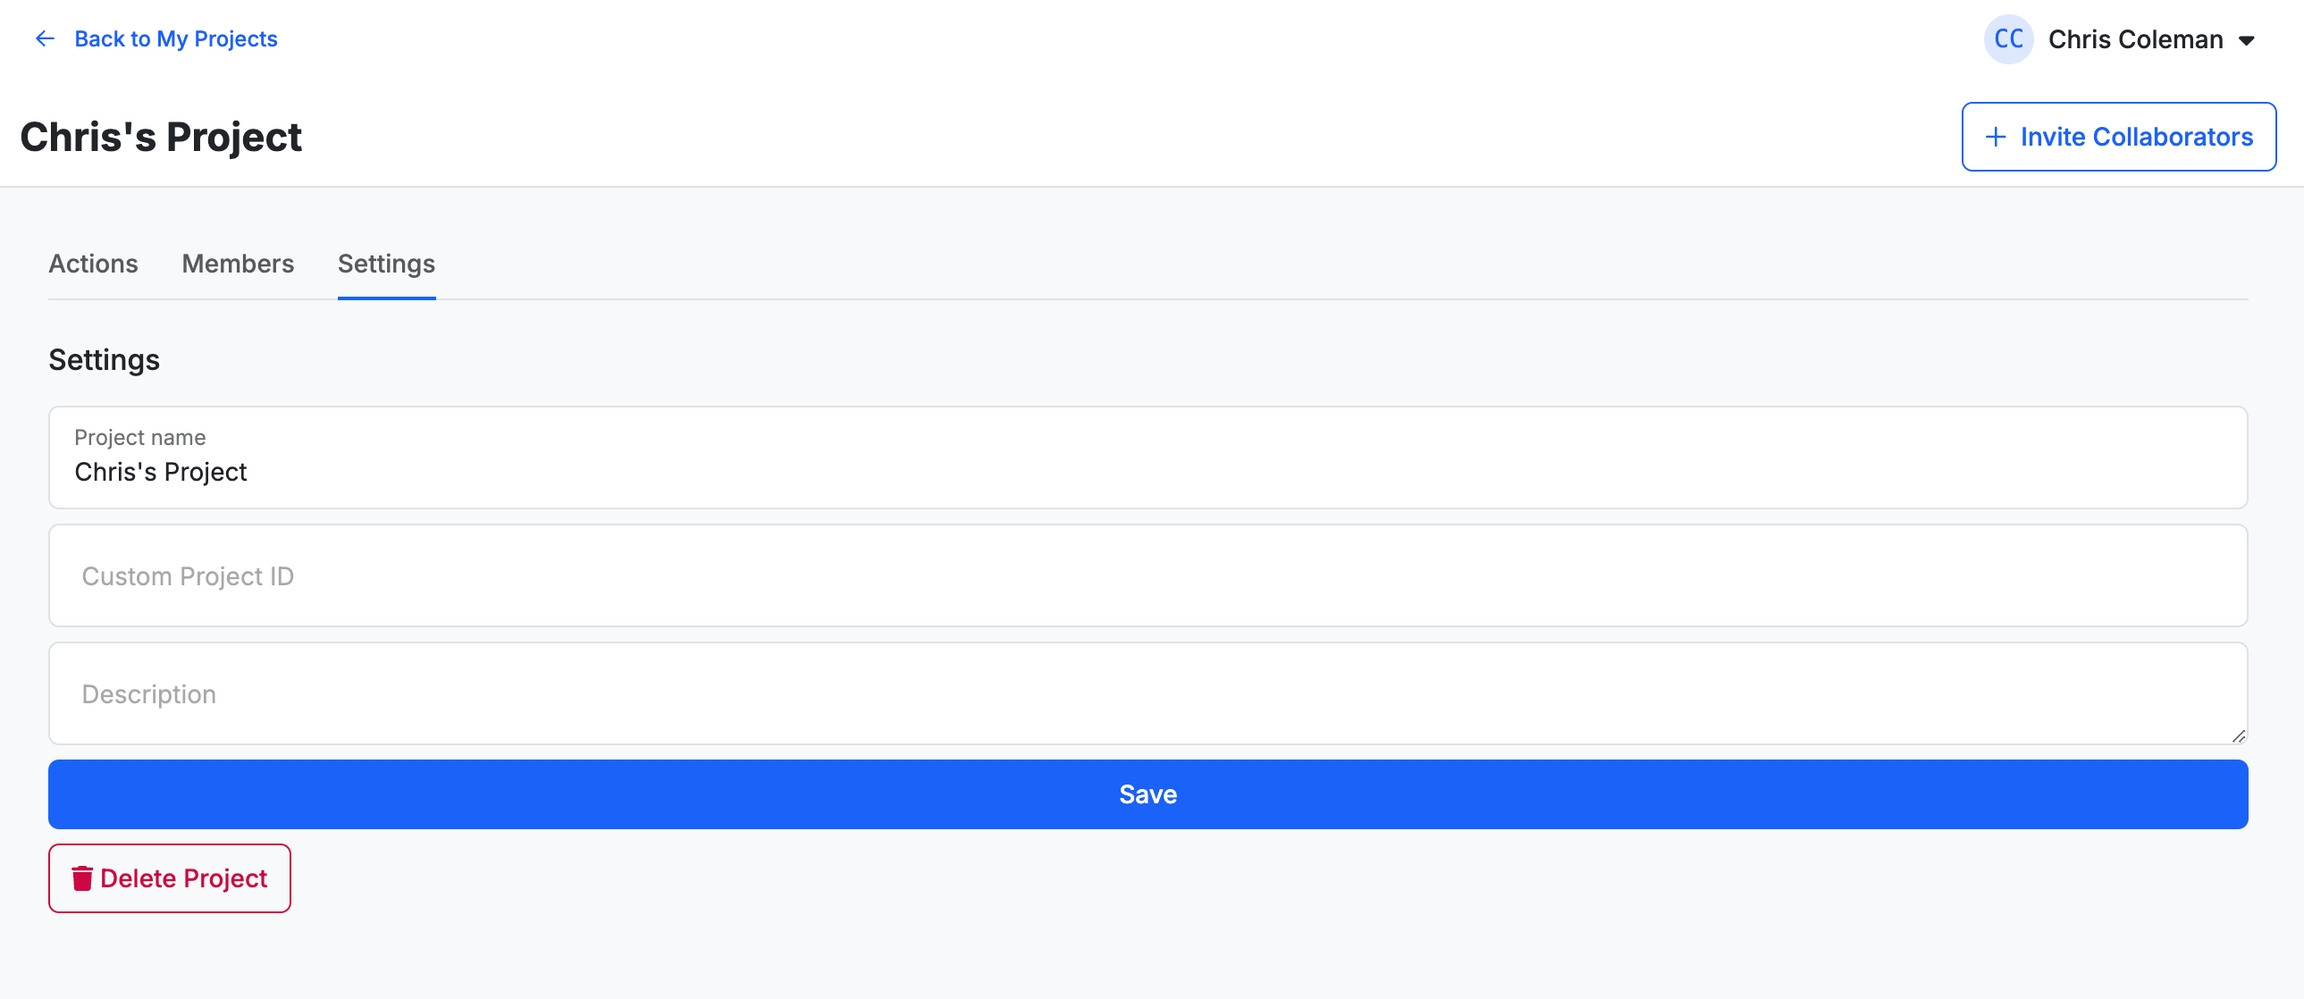 Back to My Projects
CC Chris Coleman
Chris's Project
Invite Collaborators
Actions Members Settings
Settings
Project name
Chris's Project
Custom Project ID
Description
Save
Delete Project